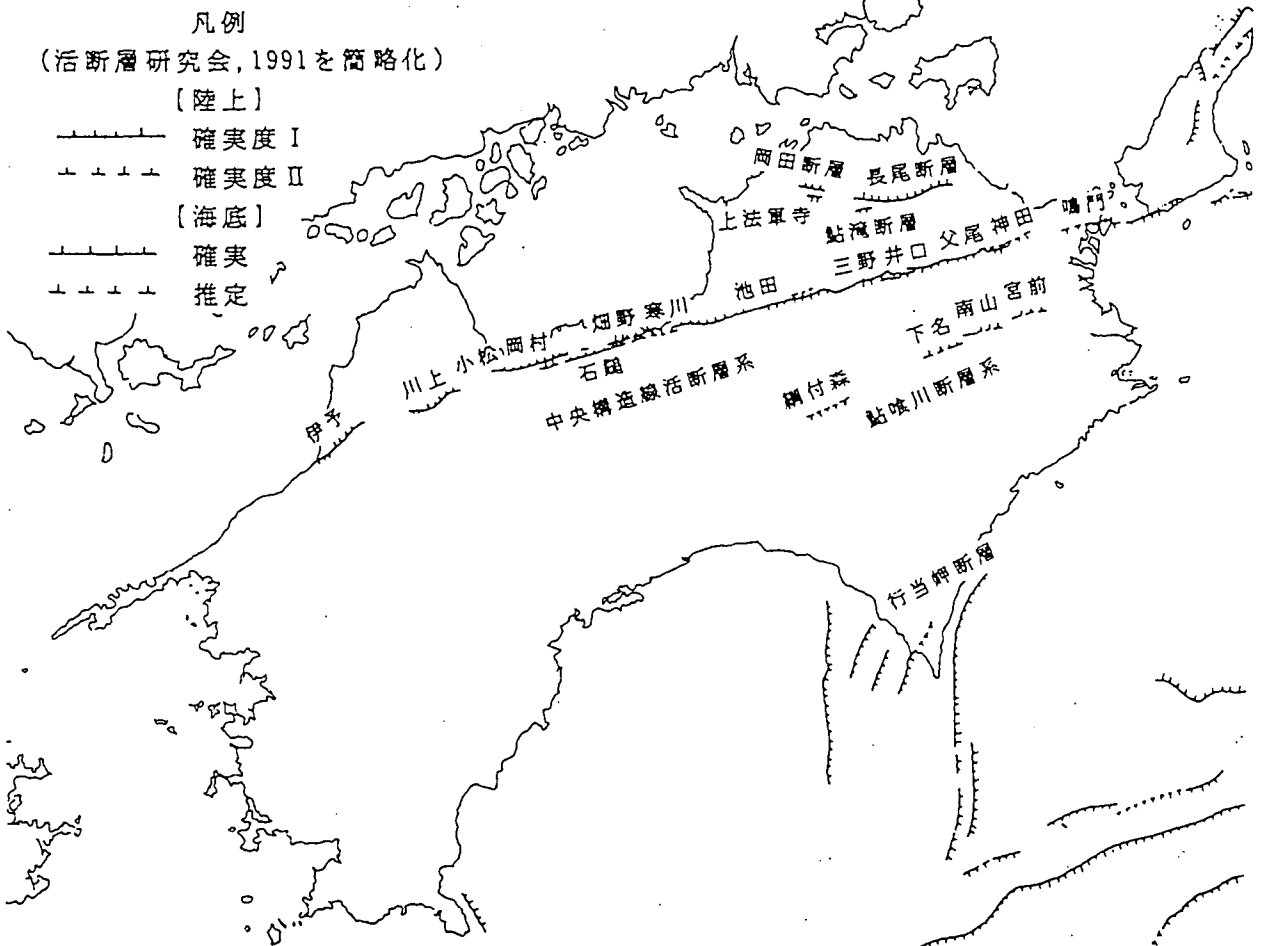 凡例
(活断層研究会,1991を簡略化)
【陸上】
確実度 I
確実度 II
【海底】
確実
推定
岡田断層
長尾断層
上法軍寺
鮎滝断層
鳴門
三野
井口
父尾
神田
池田
畑野
寒川
岡村
小松
川上
石鎚
伊予
中央構造線活断層系
下名
南山
宮前
綱付森
鮎喰川断層系
行当岬断層